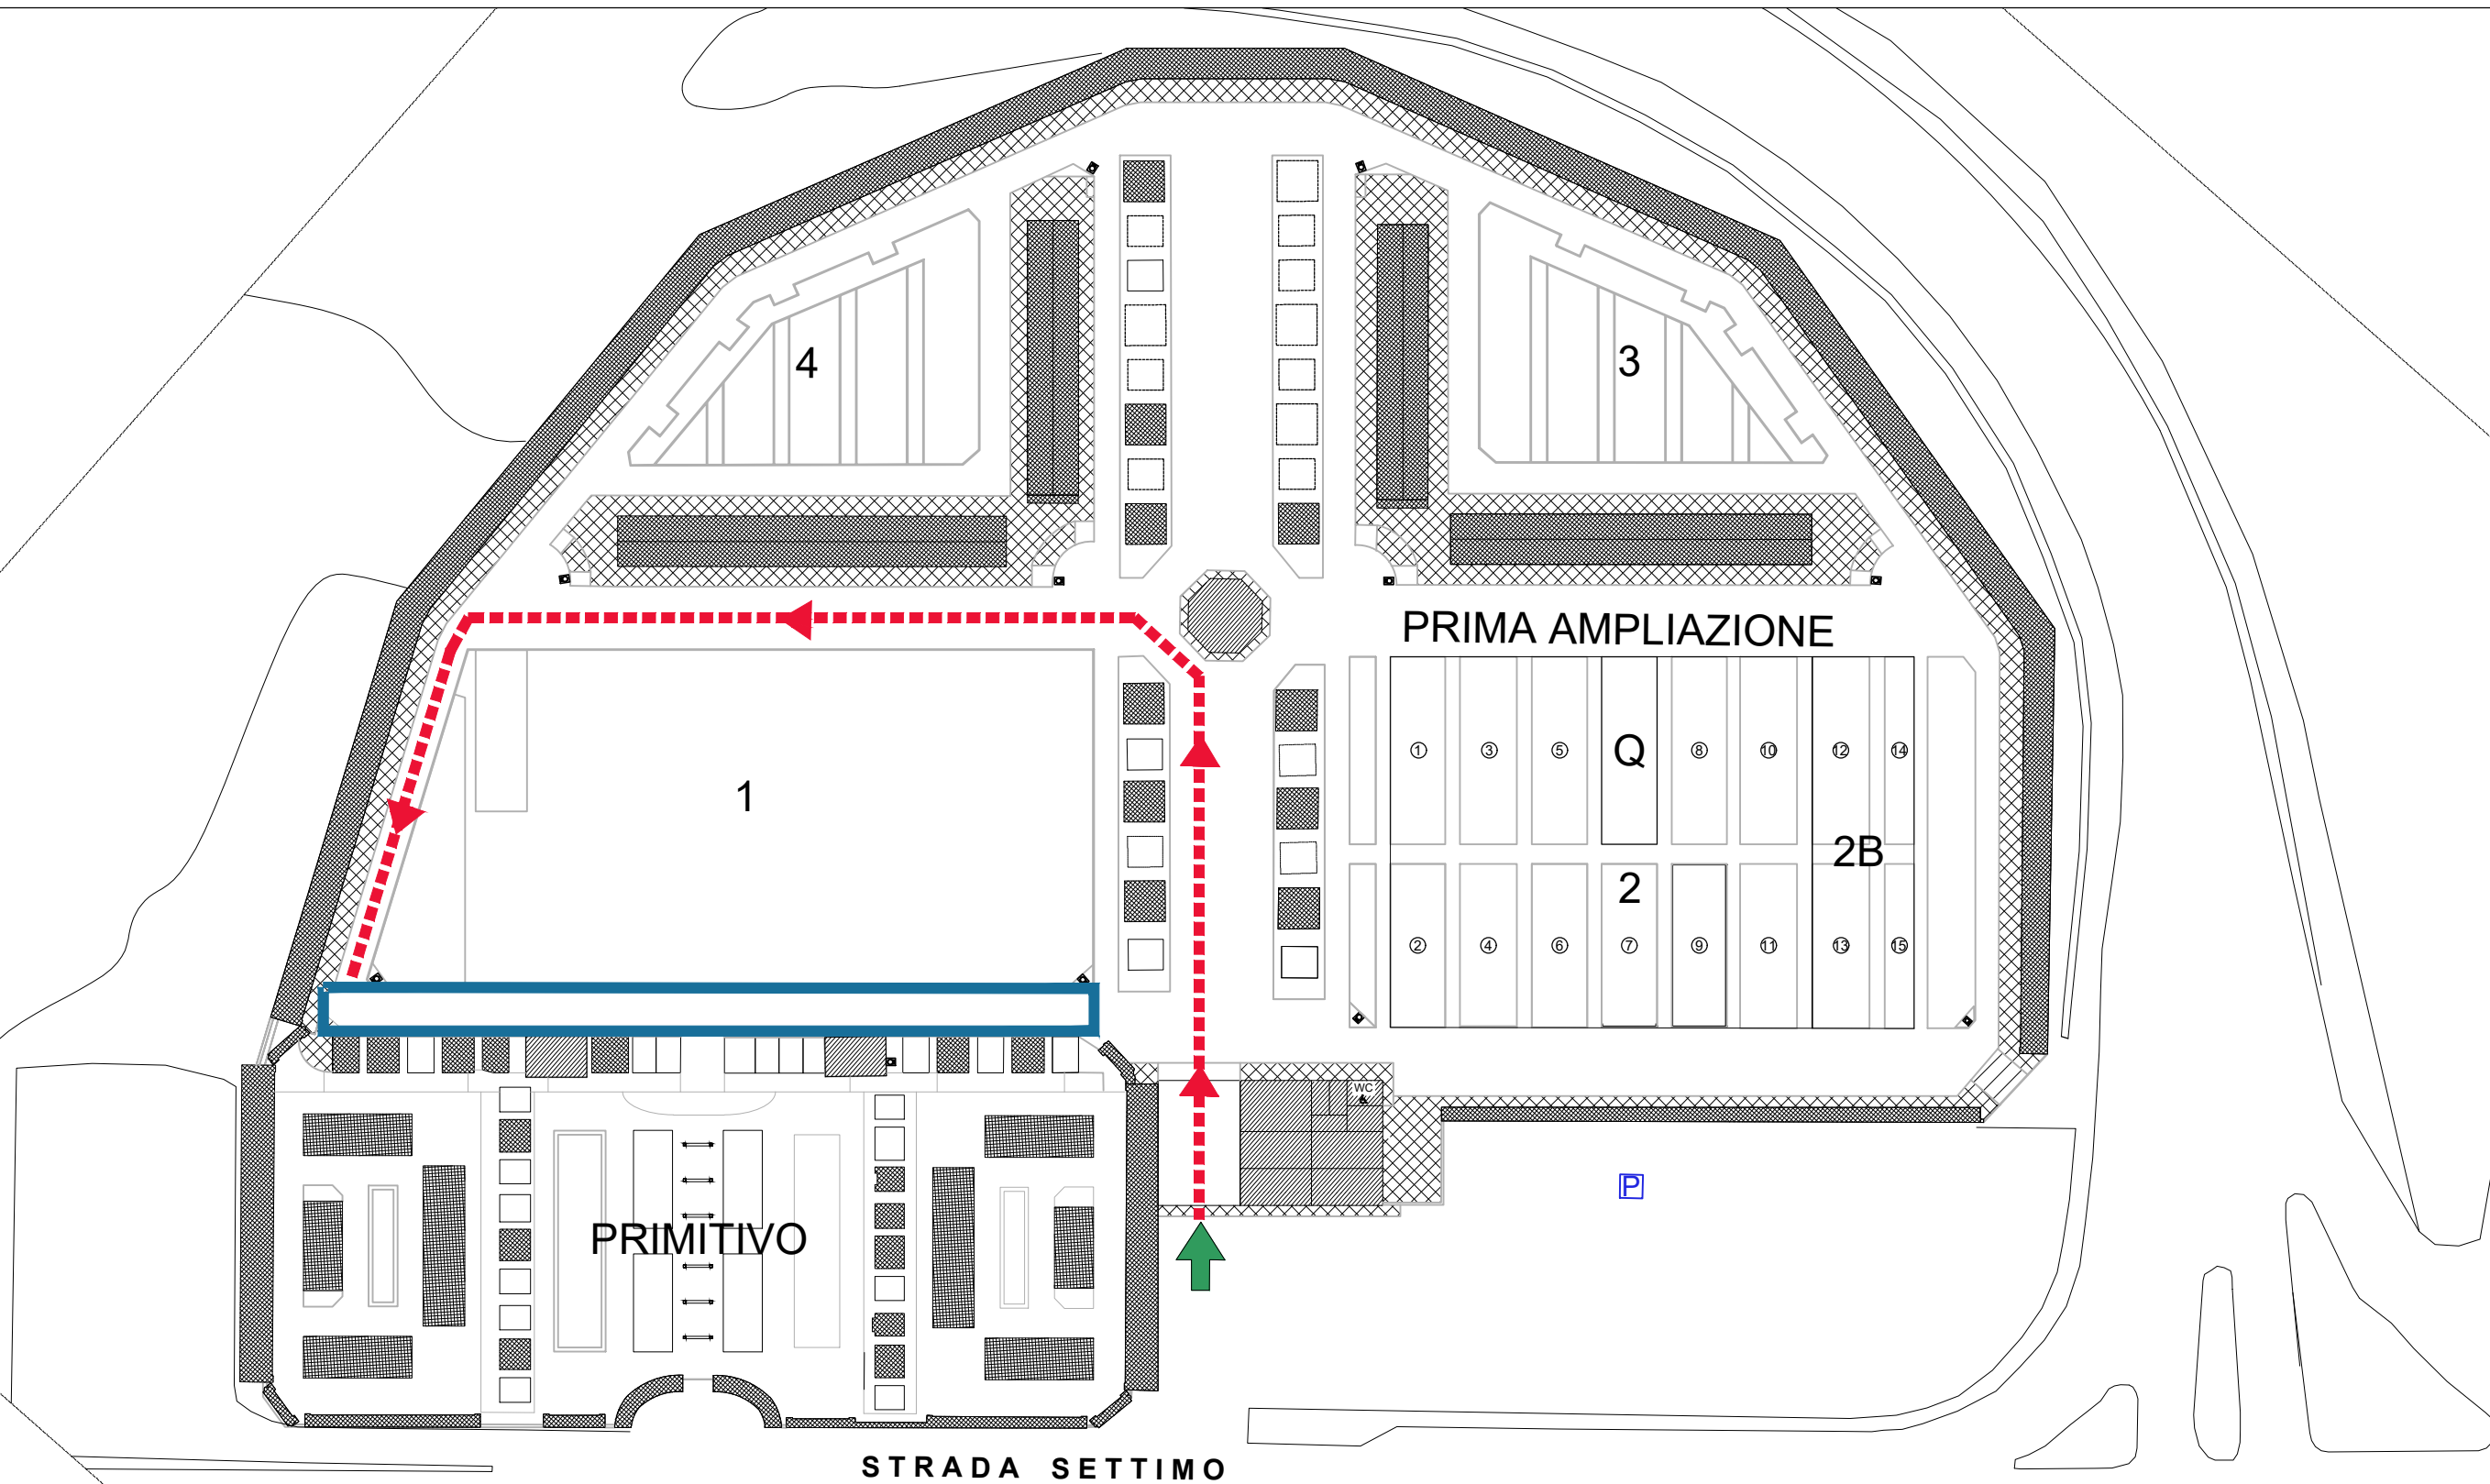 4
3
PRIMA AMPLIAZIONE
1
① ③ ⑤ Q ⑧ ⑩ ⑫ ⑭
2B
2
② ④ ⑥ ⑦ ⑨ ⑪ ⑬ ⑮
WC
&
P
PRIMITIVO
STRADA SETTIMO